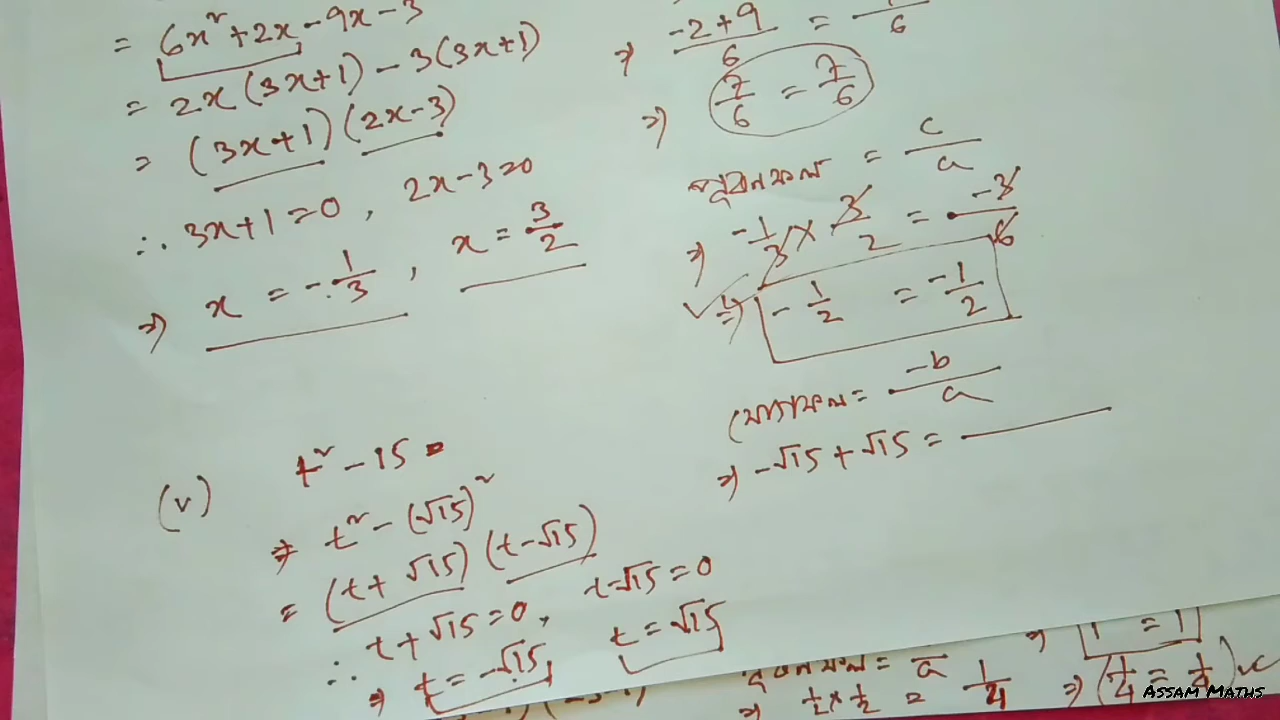 = 6x² + 2x - 9x - 3
= 2x(3x+1) - 3(3x+1)
= (3x+1)(2x-3)
∴ 3x+1=0, 2x-3=0
⇒ x = -1/3, x = 3/2
⇒ (-2+9)/6 =
⇒ 7/6 = 7/6
পূৰণফল = c/a
⇒ -1/3 × 3/2 = -3/6
⇒ -1/2 = -1/2
যোগফল = -b/a
⇒ -√15 + √15 =
(v) t² - 15
⇒ t² - (√15)²
= (t+√15)(t-√15)
∴ t+√15=0, t-√15=0
⇒ t = -√15, t = √15
⇒ 1 = 1
পূৰণফল =
⇒ 1/2 × 1/2 = 1/4
⇒ (1/4 = 1/4)
ASSAM MATHS